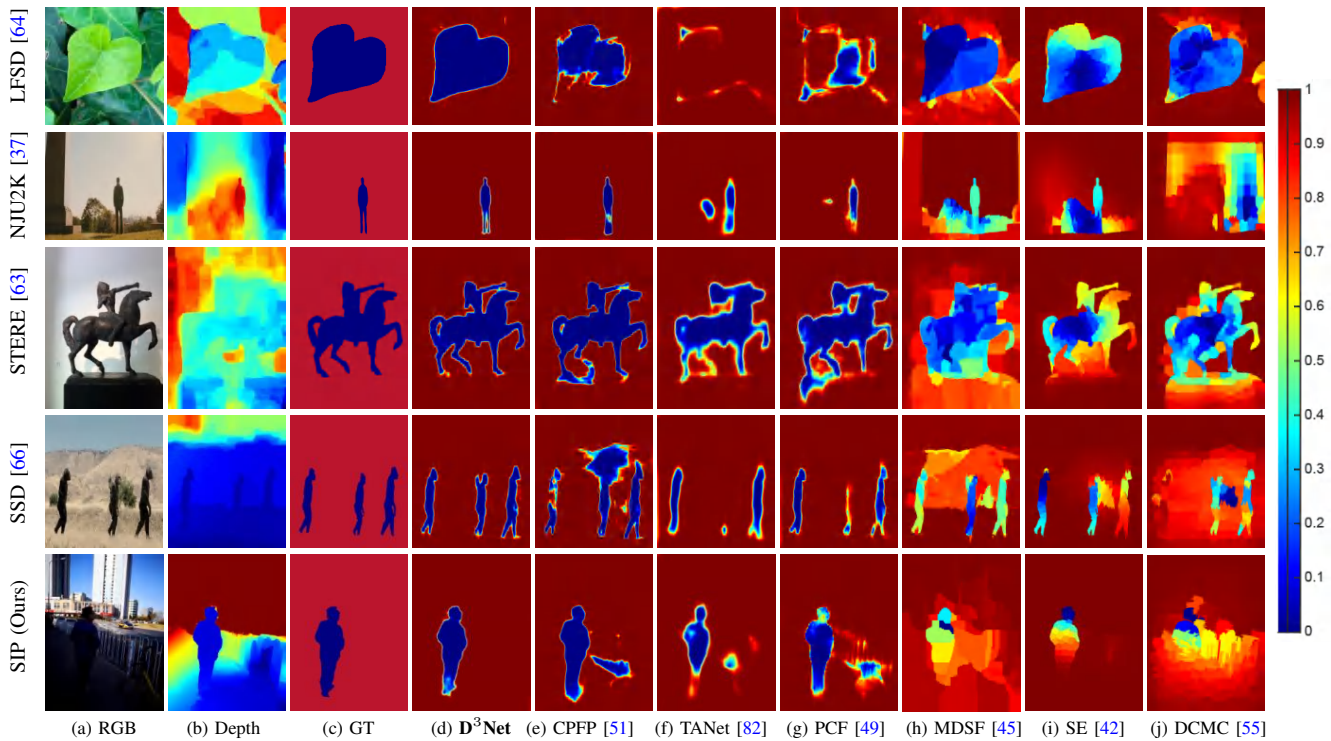 LFSD [64]
NJU2K [37]
STERE [63]
SSD [66]
SIP (Ours)
1
0.9
0.8
0.7
0.6
0.5
0.4
0.3
0.2
0.1
0
(a) RGB
(b) Depth
(c) GT
(d) D³Net
(e) CPFP [51]
(f) TANet [82]
(g) PCF [49]
(h) MDSF [45]
(i) SE [42]
(j) DCMC [55]